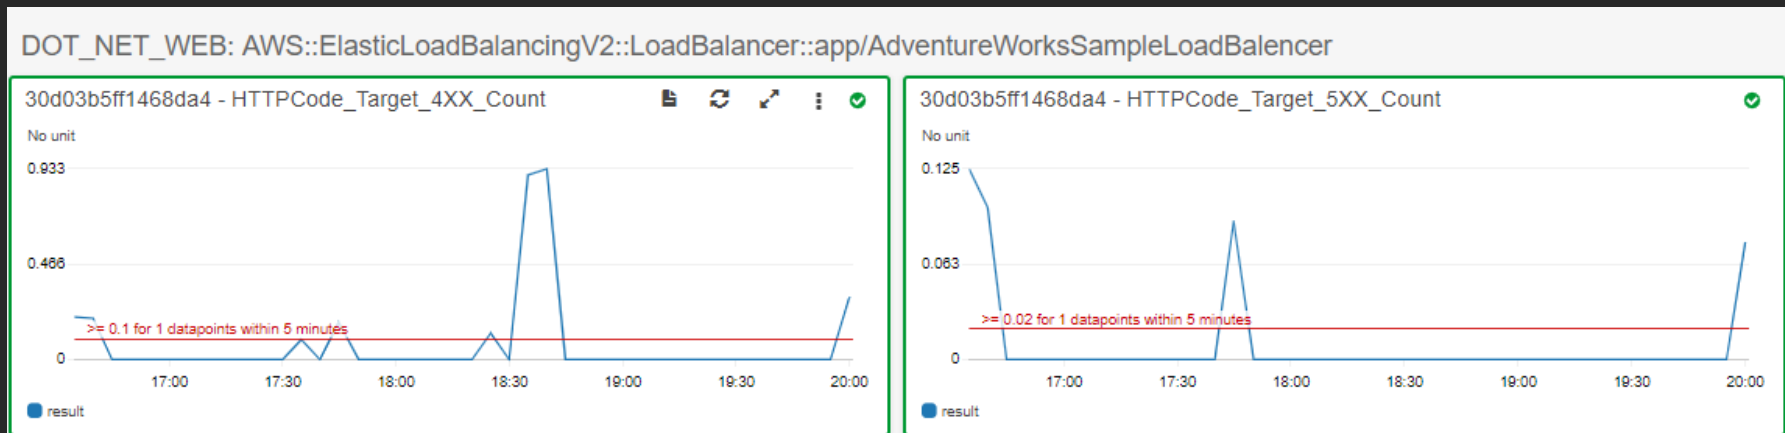 DOT_NET_WEB: AWS::ElasticLoadBalancingV2::LoadBalancer::app/AdventureWorksSampleLoadBalencer
30d03b5ff1468da4 - HTTPCode_Target_4XX_Count
No unit
0.933
0.466
>= 0.1 for 1 datapoints within 5 minutes
0
17:00 17:30 18:00 18:30 19:00 19:30 20:00
result
30d03b5ff1468da4 - HTTPCode_Target_5XX_Count
No unit
0.125
0.063
>= 0.02 for 1 datapoints within 5 minutes
0
17:00 17:30 18:00 18:30 19:00 19:30 20:00
result